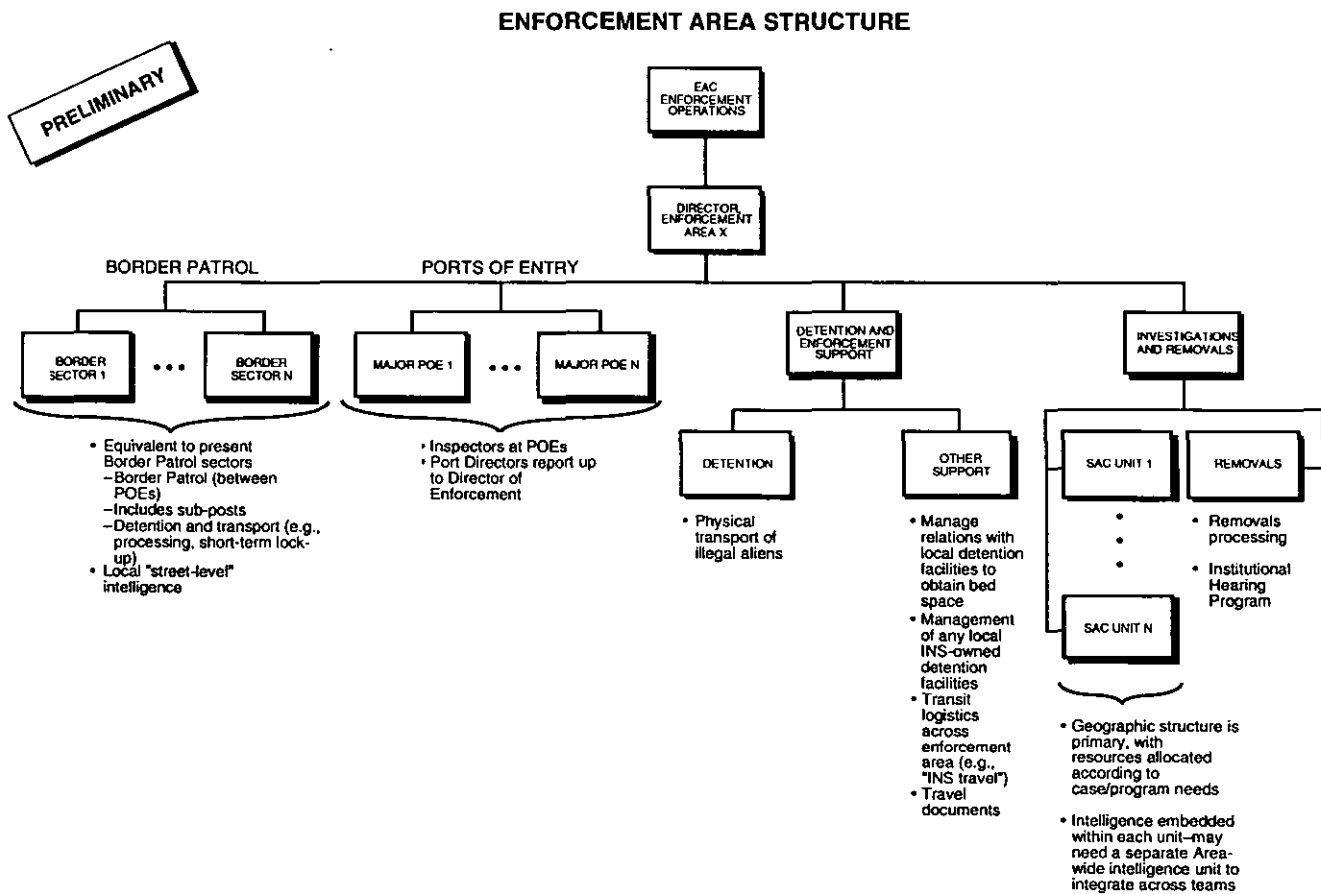 ENFORCEMENT AREA STRUCTURE
PRELIMINARY
EAC
ENFORCEMENT
OPERATIONS
DIRECTOR,
ENFORCEMENT
AREA X
BORDER PATROL
PORTS OF ENTRY
BORDER
SECTOR 1
• • •
BORDER
SECTOR N
MAJOR POE 1
• • •
MAJOR POE N
DETENTION AND
ENFORCEMENT
SUPPORT
INVESTIGATIONS
AND REMOVALS
• Equivalent to present
Border Patrol sectors
–Border Patrol (between
POEs)
–Includes sub-posts
–Detention and transport (e.g.,
processing, short-term lock-
up)
• Local "street-level"
intelligence
• Inspectors at POEs
• Port Directors report up
to Director of
Enforcement
DETENTION
• Physical
transport of
illegal aliens
OTHER
SUPPORT
• Manage
relations with
local detention
facilities to
obtain bed
space
• Management
of any local
INS-owned
detention
facilities
• Transit
logistics
across
enforcement
area (e.g.,
"INS travel")
• Travel
documents
SAC UNIT 1
•
•
•
SAC UNIT N
• Geographic structure is
primary, with
resources allocated
according to
case/program needs
• Intelligence embedded
within each unit–may
need a separate Area-
wide intelligence unit to
integrate across teams
REMOVALS
• Removals
processing
• Institutional
Hearing
Program